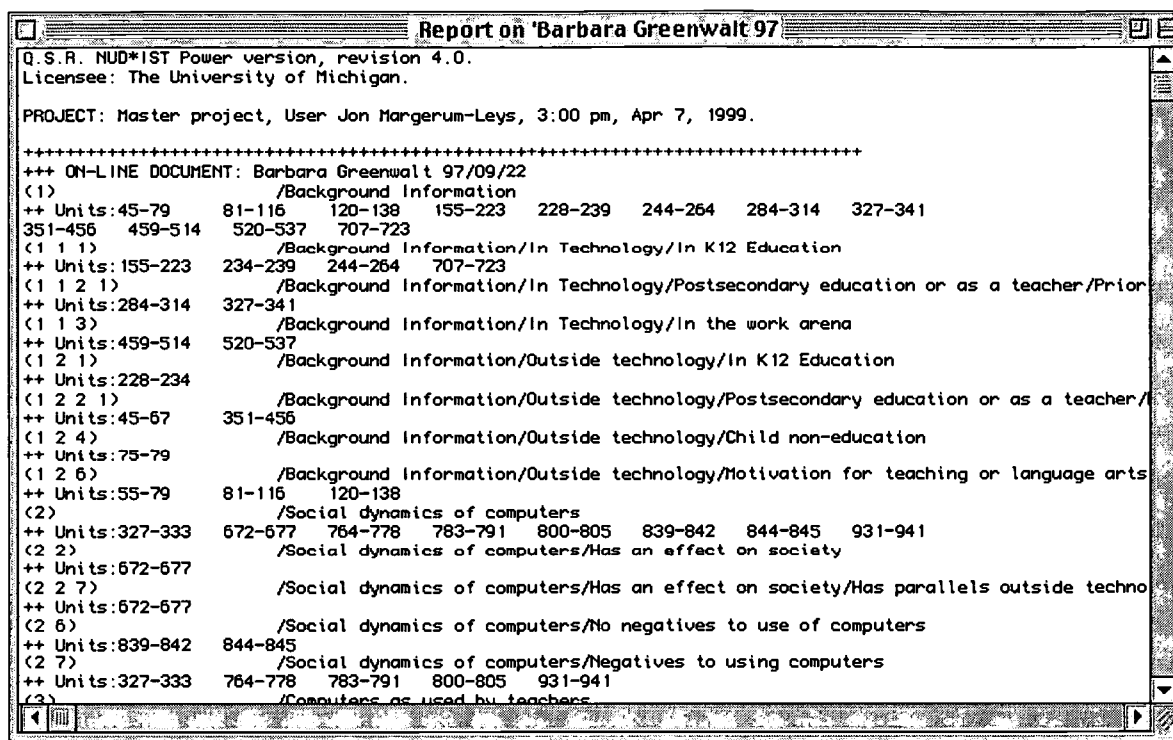 Report on 'Barbara Greenwalt 97
Q.S.R. NUD*IST Power version, revision 4.0.
Licensee: The University of Michigan.
PROJECT: Master project, User Jon Margerum-Leys, 3:00 pm, Apr 7, 1999.
++++++++++++++++++++++++++++++++++++++++++++++++++++++++++++++++++++++++++++++++
+++ ON-LINE DOCUMENT: Barbara Greenwalt 97/09/22
(1) /Background Information
++ Units:45-79 81-116 120-138 155-223 228-239 244-264 284-314 327-341
351-456 459-514 520-537 707-723
(1 1 1) /Background Information/In Technology/In K12 Education
++ Units:155-223 234-239 244-264 707-723
(1 1 2 1) /Background Information/In Technology/Postsecondary education or as a teacher/Prior
++ Units:284-314 327-341
(1 1 3) /Background Information/In Technology/In the work arena
++ Units:459-514 520-537
(1 2 1) /Background Information/Outside technology/In K12 Education
++ Units:228-234
(1 2 2 1) /Background Information/Outside technology/Postsecondary education or as a teacher/
++ Units:45-67 351-456
(1 2 4) /Background Information/Outside technology/Child non-education
++ Units:75-79
(1 2 6) /Background Information/Outside technology/Motivation for teaching or language arts
++ Units:55-79 81-116 120-138
(2) /Social dynamics of computers
++ Units:327-333 672-677 764-778 783-791 800-805 839-842 844-845 931-941
(2 2) /Social dynamics of computers/Has an effect on society
++ Units:672-677
(2 2 7) /Social dynamics of computers/Has an effect on society/Has parallels outside techno
++ Units:672-677
(2 6) /Social dynamics of computers/No negatives to use of computers
++ Units:839-842 844-845
(2 7) /Social dynamics of computers/Negatives to using computers
++ Units:327-333 764-778 783-791 800-805 931-941
(3) /Computers as used by teachers